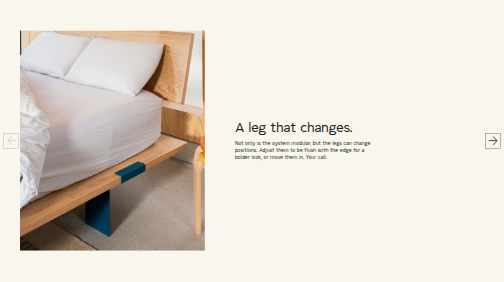 A leg that changes.
Not only is the system modular, but the legs can change
positions. Adjust them to be flush with the edge for a
bolder look, or move them in. Your call.